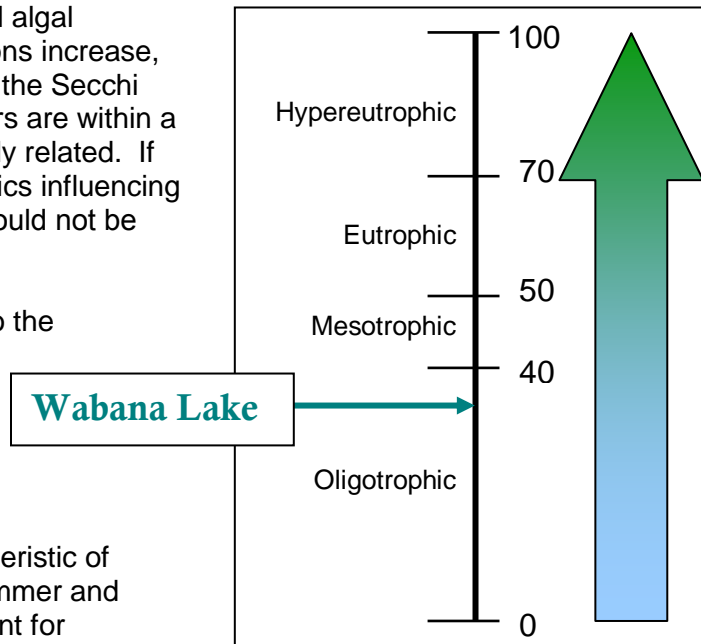 d algal
ons increase,
the Secchi
rs are within a
ly related. If
ics influencing
ould not be
o the
eristic of
mmer and
nt for
100
Hypereutrophic
70
Eutrophic
50
Mesotrophic
40
Wabana Lake
Oligotrophic
0